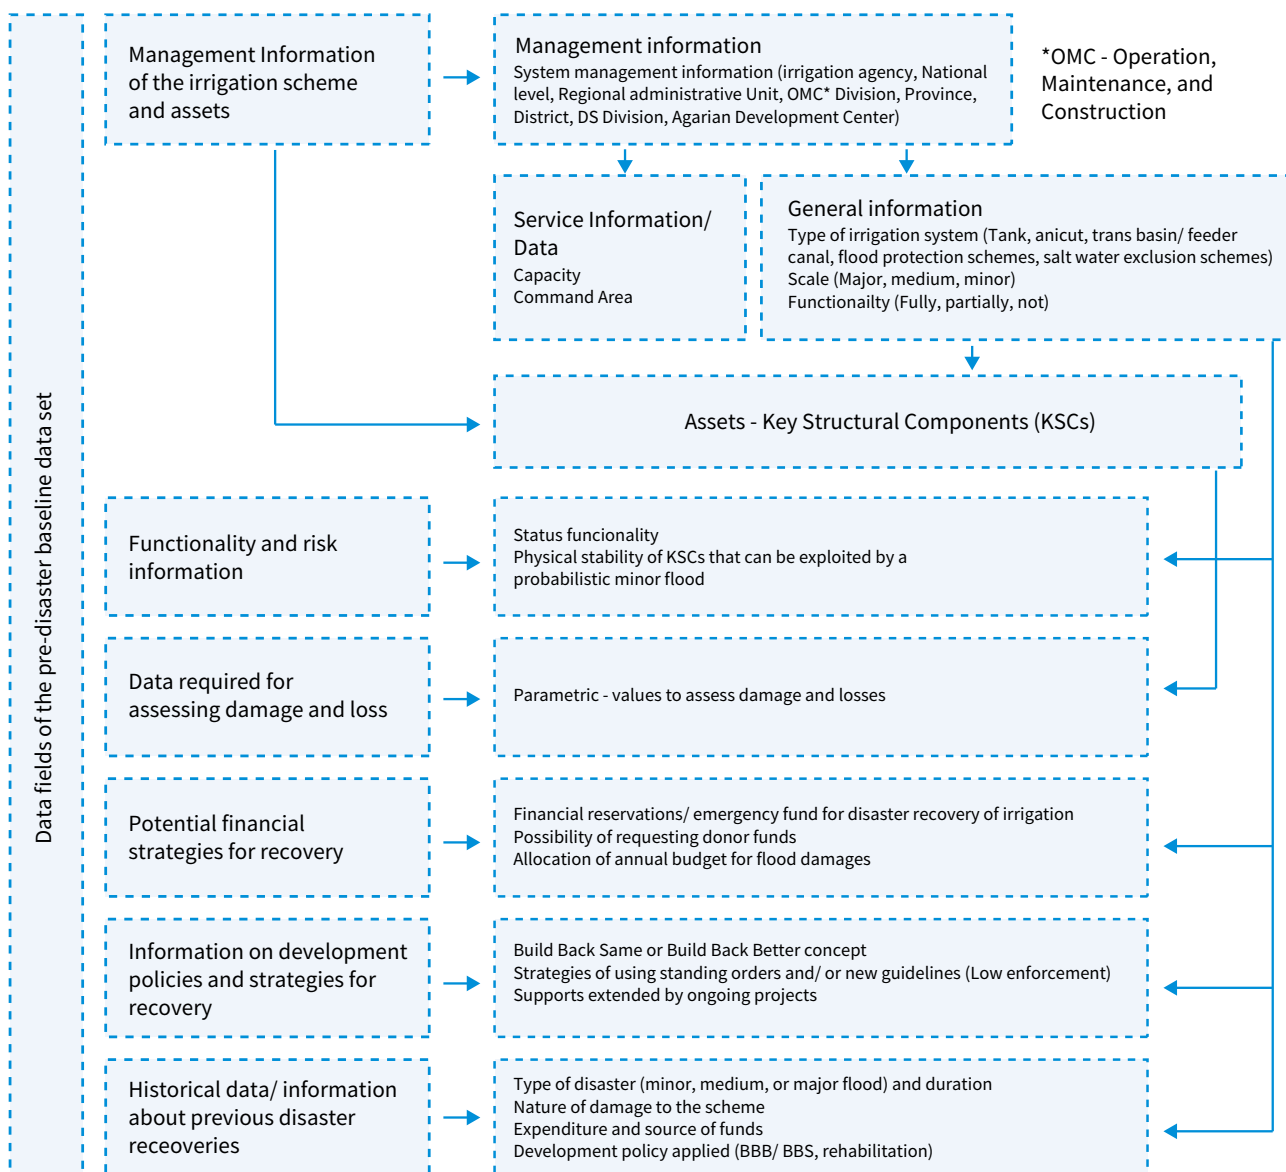 Data fields of the pre-disaster baseline data set
Management Information
of the irrigation scheme
and assets
Management information
System management information (irrigation agency, National
level, Regional administrative Unit, OMC* Division, Province,
District, DS Division, Agarian Development Center)
*OMC - Operation,
Maintenance, and
Construction
Service Information/
Data
Capacity
Command Area
General information
Type of irrigation system (Tank, anicut, trans basin/ feeder
canal, flood protection schemes, salt water exclusion schemes)
Scale (Major, medium, minor)
Functionailty (Fully, partially, not)
Assets - Key Structural Components (KSCs)
Functionality and risk
information
Status funcionality
Physical stability of KSCs that can be exploited by a
probabilistic minor flood
Data required for
assessing damage and loss
Parametric - values to assess damage and losses
Potential financial
strategies for recovery
Financial reservations/ emergency fund for disaster recovery of irrigation
Possibility of requesting donor funds
Allocation of annual budget for flood damages
Information on development
policies and strategies for
recovery
Build Back Same or Build Back Better concept
Strategies of using standing orders and/ or new guidelines (Low enforcement)
Supports extended by ongoing projects
Historical data/ information
about previous disaster
receoveries
Type of disaster (minor, medium, or major flood) and duration
Nature of damage to the scheme
Expenditure and source of funds
Development policy applied (BBB/ BBS, rehabilitation)